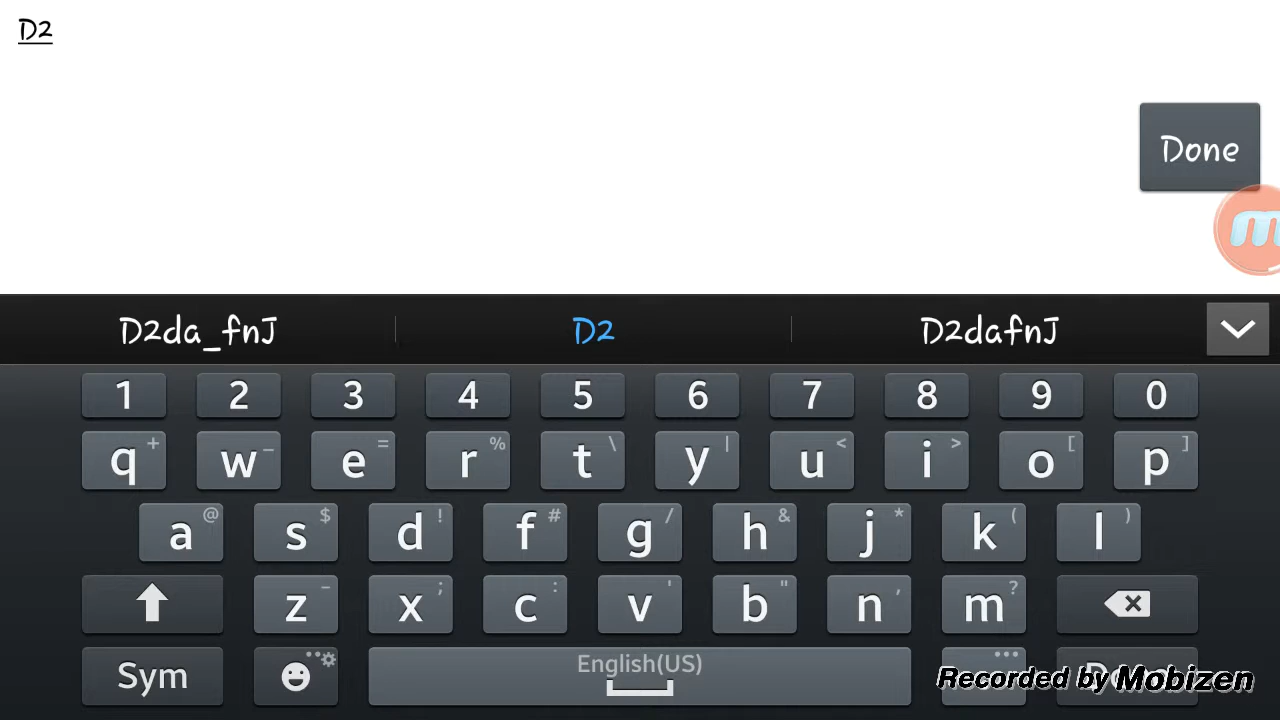 D2
Done
D2da_fnJ D2 D2dafnJ
1 2 3 4 5 6 7 8 9 0
q + w _ e = r % t \ y | u < i > o [ p ]
a @ s $ d ! f # g / h & j * k ( l )
z - x ; c : v ' b " n , m ?
Sym English(US)
Recorded by Mobizen